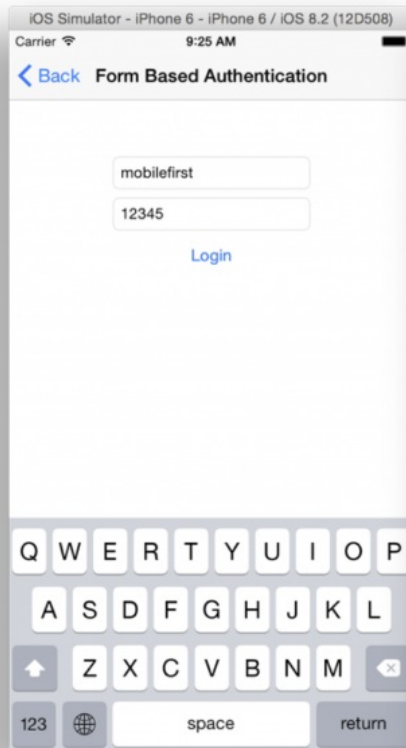 iOS Simulator - iPhone 6 - iPhone 6 / iOS 8.2 (12D508)
Carrier 9:25 AM
Back Form Based Authentication
mobilefirst
12345
Login
Q W E R T Y U I O P
A S D F G H J K L
Z X C V B N M
123 space return